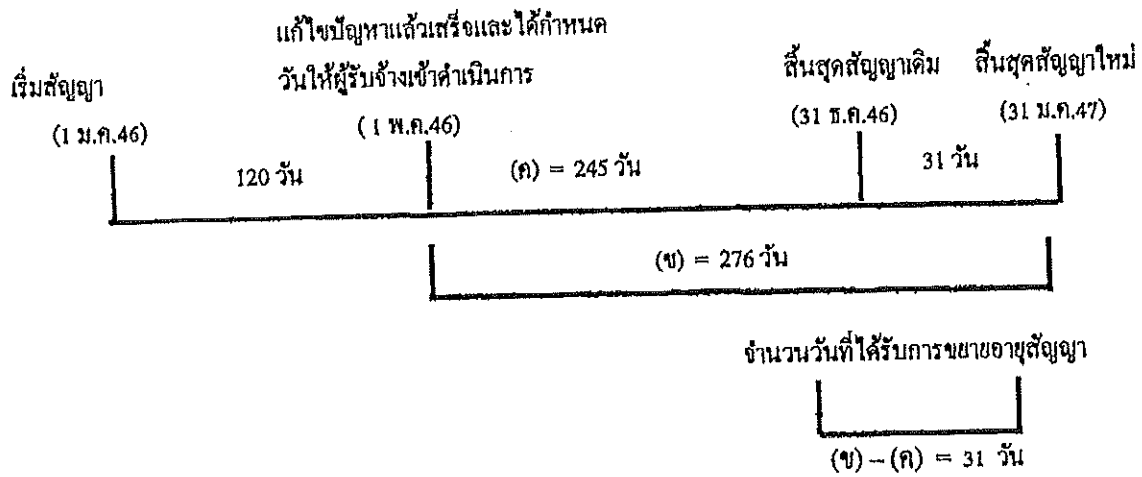 แก้ไขปัญหาแล้วเสร็จและได้กำหนด
เริ่มสัญญา วันให้ผู้รับจ้างเข้าดำเนินการ สิ้นสุดสัญญาเดิม สิ้นสุดสัญญาใหม่
(1 ม.ค.46) (1 พ.ค.46) (31 ธ.ค.46) (31 ม.ค.47)
120 วัน (ค) = 245 วัน 31 วัน
(ข) = 276 วัน
จำนวนวันที่ได้รับการขยายอายุสัญญา
(ข) – (ค) = 31 วัน